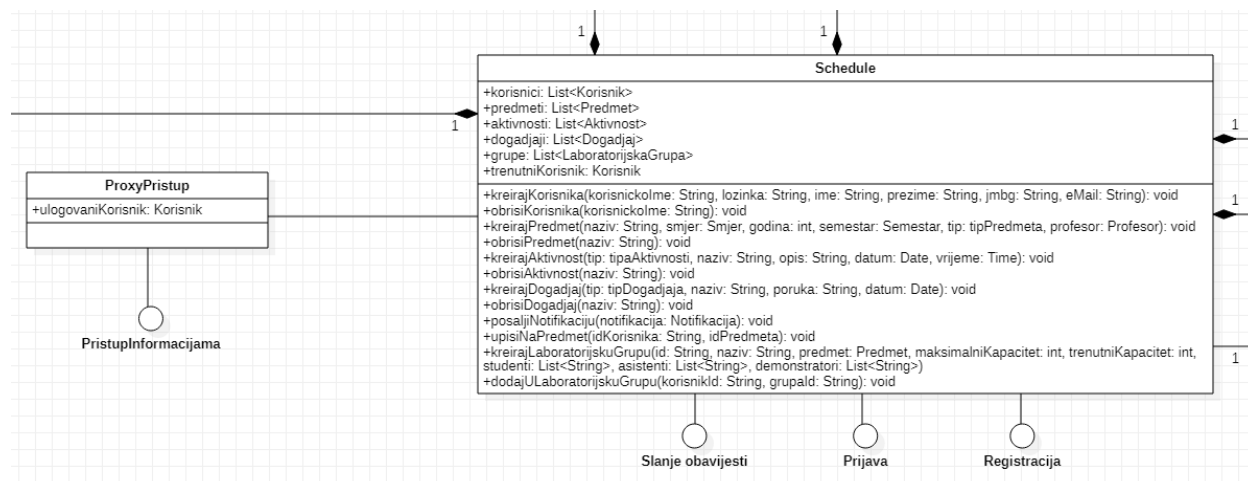 1
1
Schedule
+korisnici: List<Korisnik>
+predmeti: List<Predmet>
+aktivnosti: List<Aktivnost>
+dogadjaji: List<Dogadjaj>
+grupe: List<LaboratorijskaGrupa>
+trenutniKorisnik: Korisnik
1
1
ProxyPristup
+ulogovaniKorisnik: Korisnik
+kreirajKorisnika(korisnickoIme: String, lozinka: String, ime: String, prezime: String, jmbg: String, eMail: String): void
+obrisiKorisnika(korisnickoIme: String): void
+kreirajPredmet(naziv: String, smjer: Smjer, godina: int, semestar: Semestar, tip: tipPredmeta, profesor: Profesor): void
+obrisiPredmet(naziv: String): void
+kreirajAktivnost(tip: tipaAktivnosti, naziv: String, opis: String, datum: Date, vrijeme: Time): void
+obrisiAktivnost(naziv: String): void
+kreirajDogadjaj(tip: tipDogadjaja, naziv: String, poruka: String, datum: Date): void
+obrisiDogadjaj(naziv: String): void
+posaljiNotifikaciju(notifikacija: Notifikacija): void
+upisiNaPredmet(idKorisnika: String, idPredmeta)
+kreirajLaboratorijskuGrupu(id: String, naziv: String, predmet: Predmet, maksimalniKapacitet: int, trenutniKapacitet: int,
studenti: List<String>, asistenti: List<String>, demonstratori: List<String>)
+dodajULaboratorijskuGrupu(korisnikId: String, grupaId: String): void
1
1
PristupInformacijama
Slanje obavijesti
Prijava
Registracija